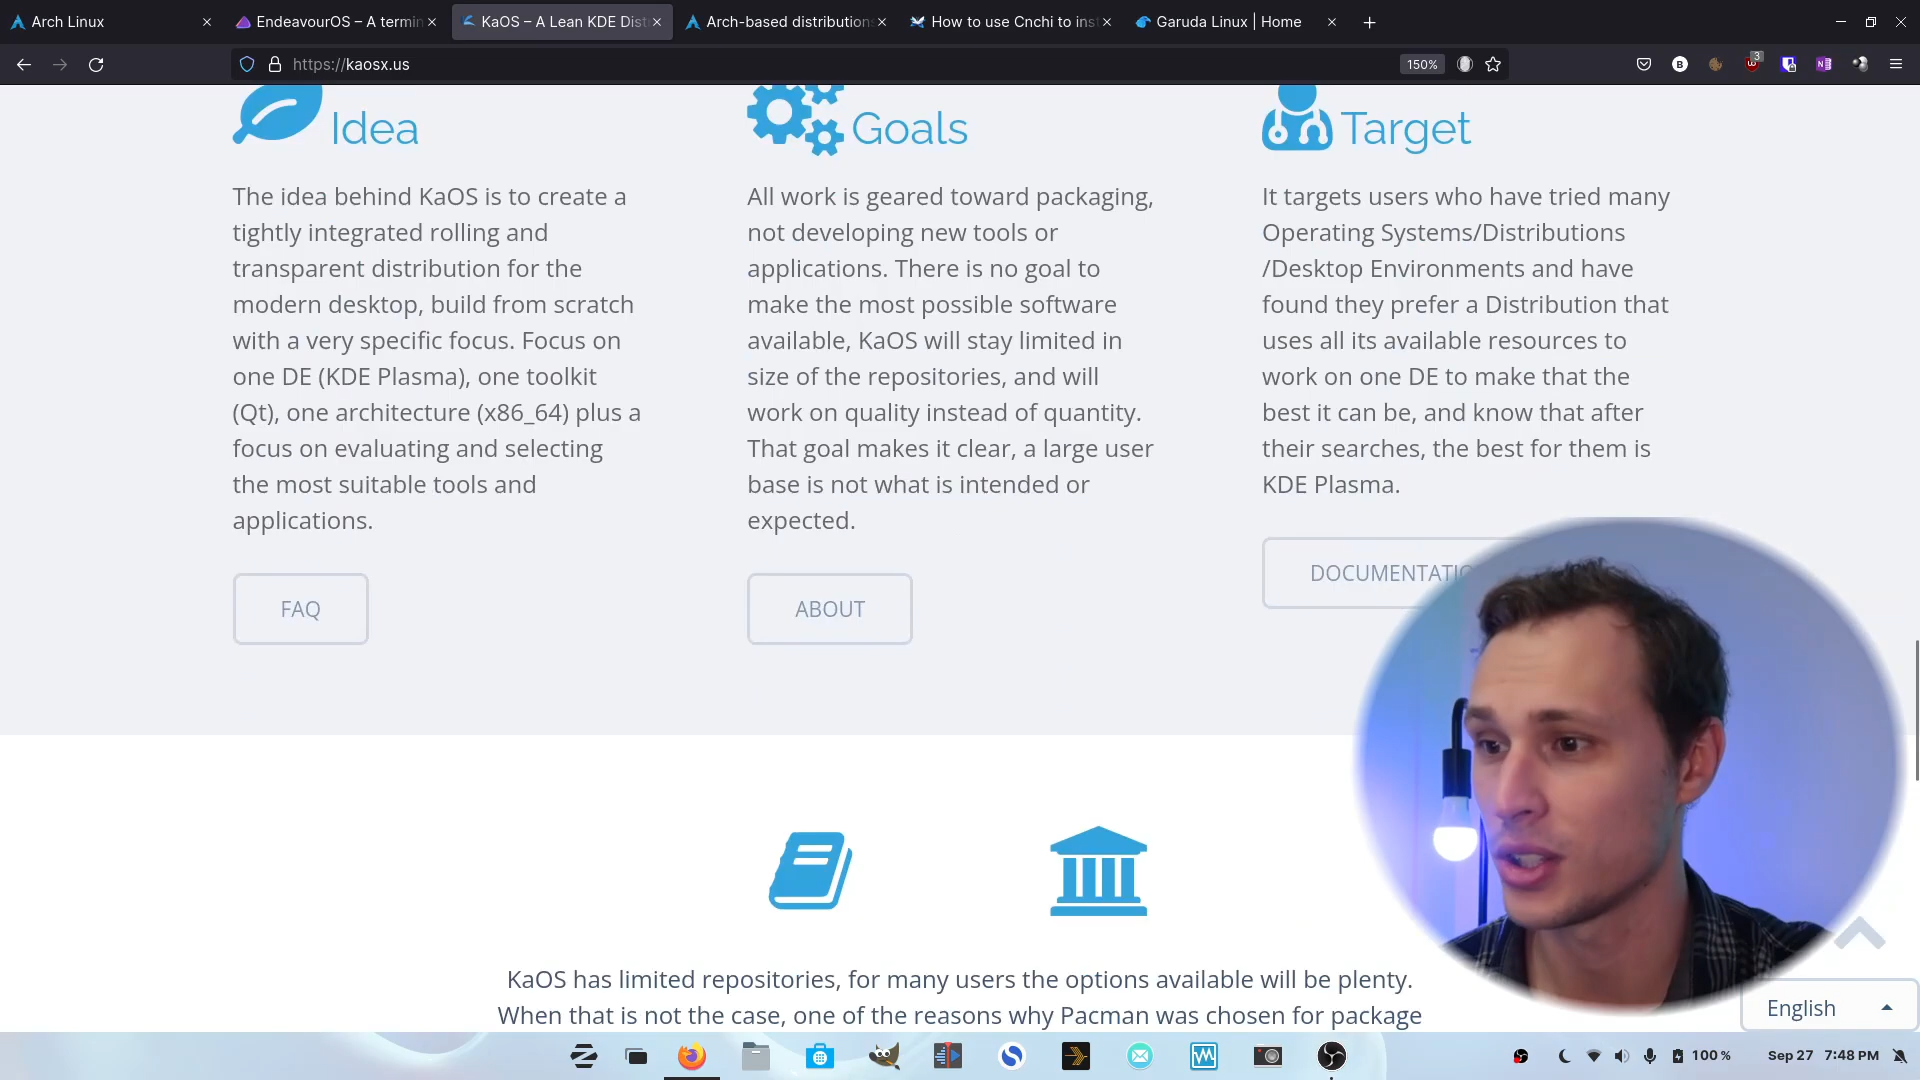 Arch Linux
EndeavourOS – A termin
KaOS – A Lean KDE Dist
Arch-based distributions
How to use Cnchi to inst
Garuda Linux | Home
https://kaosx.us
150%
3
Idea
The idea behind KaOS is to create a
tightly integrated rolling and
transparent distribution for the
modern desktop, build from scratch
with a very specific focus. Focus on
one DE (KDE Plasma), one toolkit
(Qt), one architecture (x86_64) plus a
focus on evaluating and selecting
the most suitable tools and
applications.
FAQ
Goals
All work is geared toward packaging,
not developing new tools or
applications. There is no goal to
make the most possible software
available, KaOS will stay limited in
size of the repositories, and will
work on quality instead of quantity.
That goal makes it clear, a large user
base is not what is intended or
expected.
ABOUT
Target
It targets users who have tried many
Operating Systems/Distributions
/Desktop Environments and have
found they prefer a Distribution that
uses all its available resources to
work on one DE to make that the
best it can be, and know that after
their searches, the best for them is
KDE Plasma.
DOCUMENTATIO
KaOS has limited repositories, for many users the options available will be plenty.
When that is not the case, one of the reasons why Pacman was chosen for package
English
100 %
Sep 27 7:48 PM